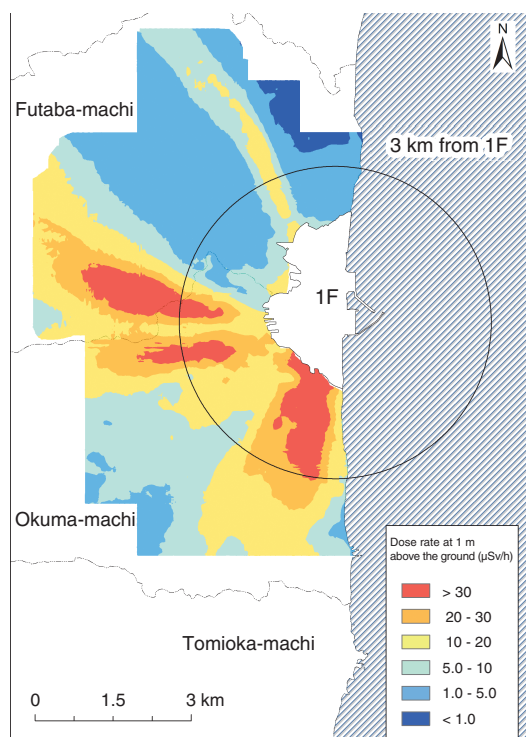 N
Futaba-machi
3 km from 1F
1F
Okuma-machi
Tomioka-machi
0 1.5 3 km
Dose rate at 1 m
above the ground (μSv/h)
> 30
20 - 30
10 - 20
5.0 - 10
1.0 - 5.0
< 1.0